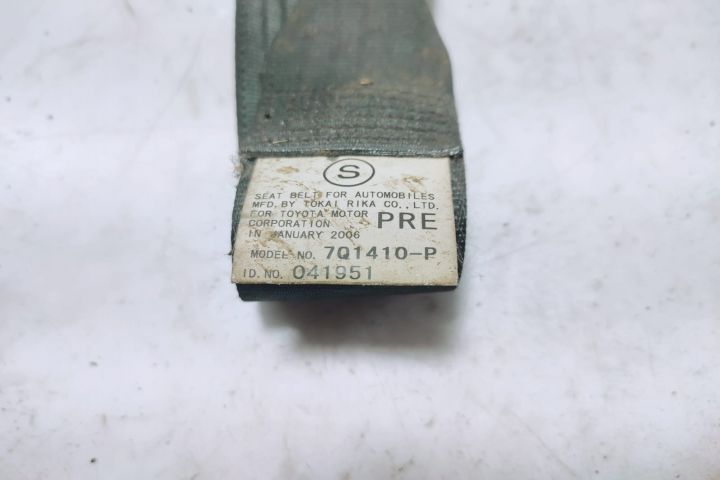 S
SEAT BELT FOR AUTOMOBILES
MFD. BY TOKAI RIKA CO., LTD.
FOR TOYOTA MOTOR
CORPORATION PRE
IN JANUARY 2006
MODEL NO. 7Q1410-P
I.D. NO. 041951